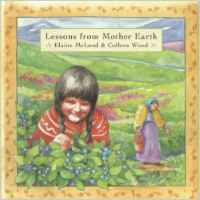 Lessons from Mother Earth
Elaine McLeod & Colleen Wood